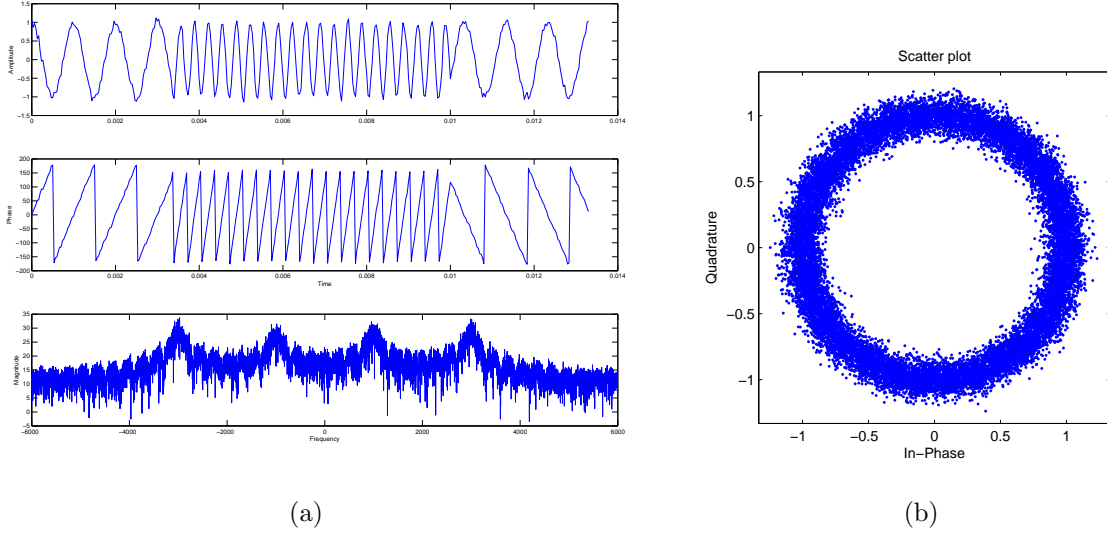 1.5
1
0.5
0
−0.5
−1
−1.5
Amplitude
0 0.002 0.004 0.006 0.008 0.01 0.012 0.014
200
150
100
50
0
−50
−100
−150
−200
Phase
0 0.002 0.004 0.006 0.008 0.01 0.012 0.014
Time
35
30
25
20
15
10
5
0
−5
Magnitude
−6000 −4000 −2000 0 2000 4000 6000
Frequency
(a)
Scatter plot
1
0.5
0
−0.5
−1
Quadrature
−1 −0.5 0 0.5 1
In−Phase
(b)